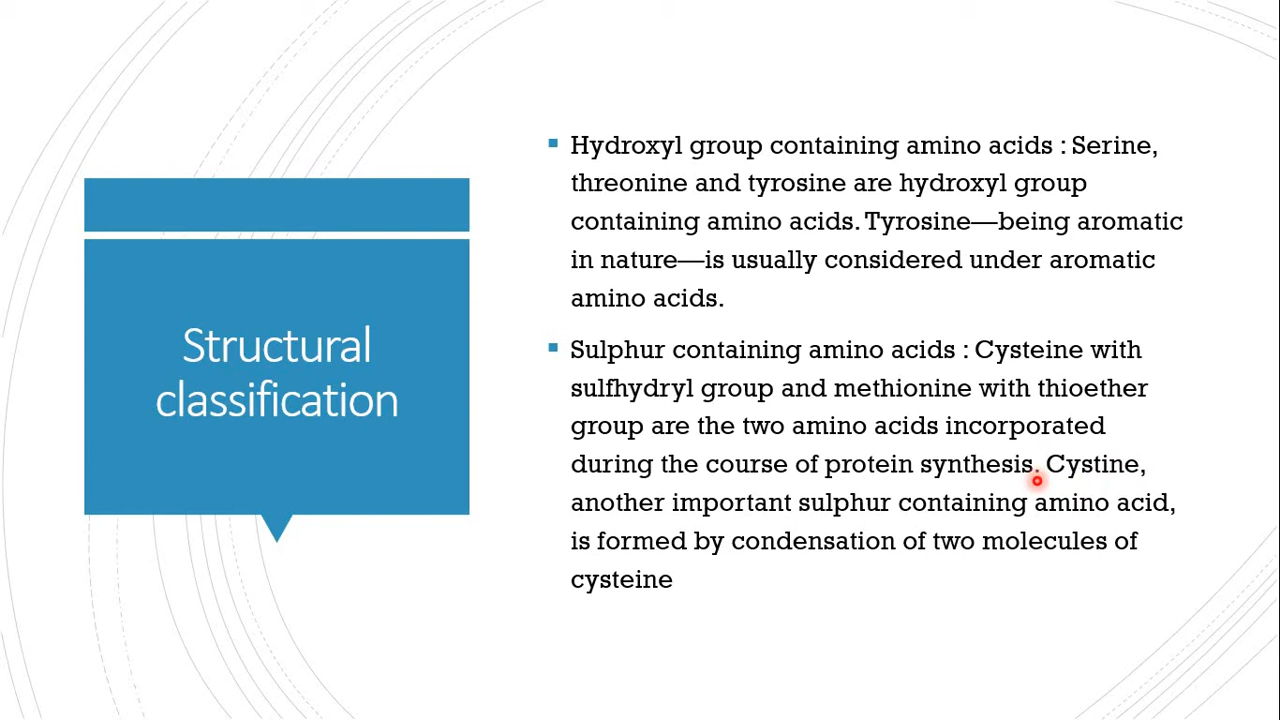 Structural
classification
Hydroxyl group containing amino acids : Serine,
threonine and tyrosine are hydroxyl group
containing amino acids. Tyrosine—being aromatic
in nature—is usually considered under aromatic
amino acids.
Sulphur containing amino acids : Cysteine with
sulfhydryl group and methionine with thioether
group are the two amino acids incorporated
during the course of protein synthesis. Cystine,
another important sulphur containing amino acid,
is formed by condensation of two molecules of
cysteine